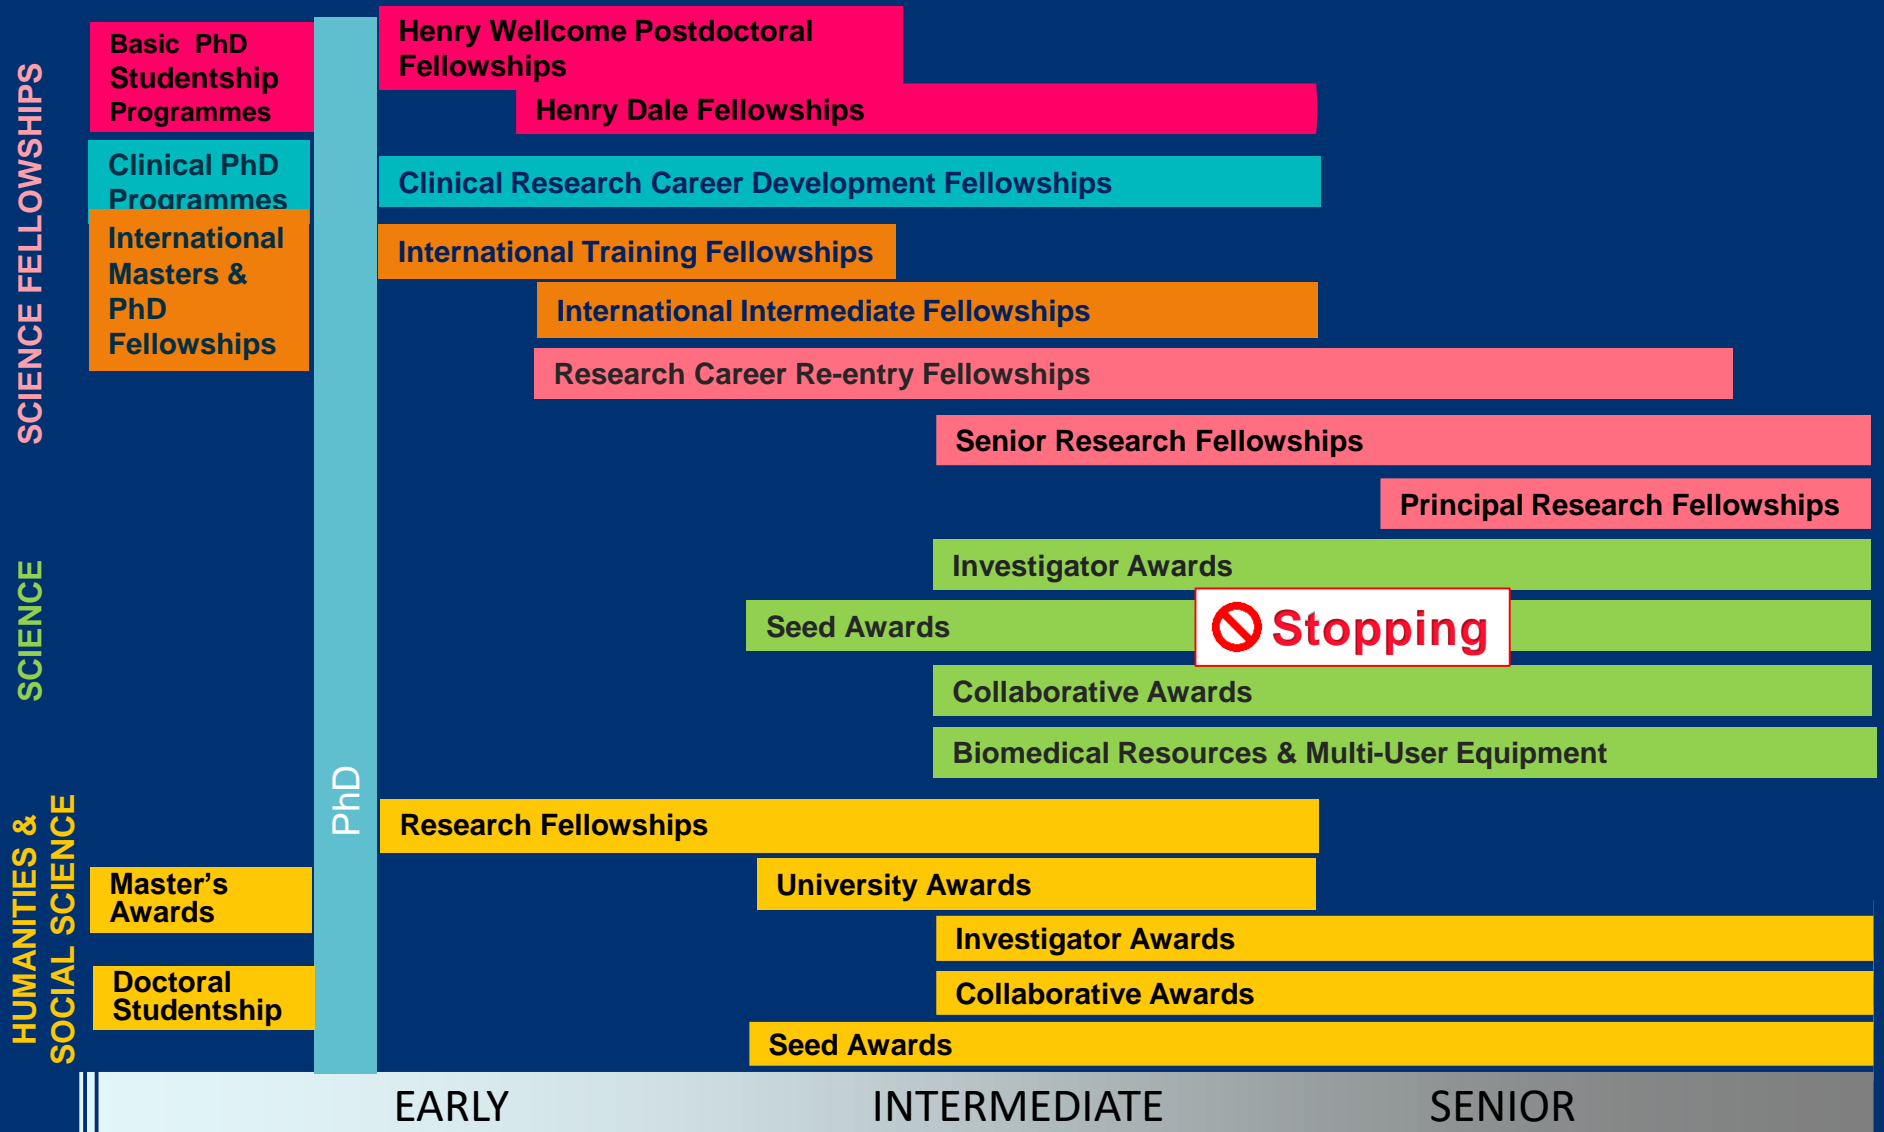 SCIENCE FELLOWSHIPS
Basic PhD
Studentship
Programmes
Henry Wellcome Postdoctoral
Fellowships
Henry Dale Fellowships
Clinical PhD
Programmes
Clinical Research Career Development Fellowships
International
Masters &
PhD
Fellowships
International Training Fellowships
International Intermediate Fellowships
Research Career Re-entry Fellowships
Senior Research Fellowships
Principal Research Fellowships
SCIENCE
Investigator Awards
Seed Awards
Stopping
Collaborative Awards
Biomedical Resources & Multi-User Equipment
PhD
HUMANITIES &
SOCIAL SCIENCE
Research Fellowships
Master’s
Awards
University Awards
Investigator Awards
Doctoral
Studentship
Collaborative Awards
Seed Awards
EARLY
INTERMEDIATE
SENIOR